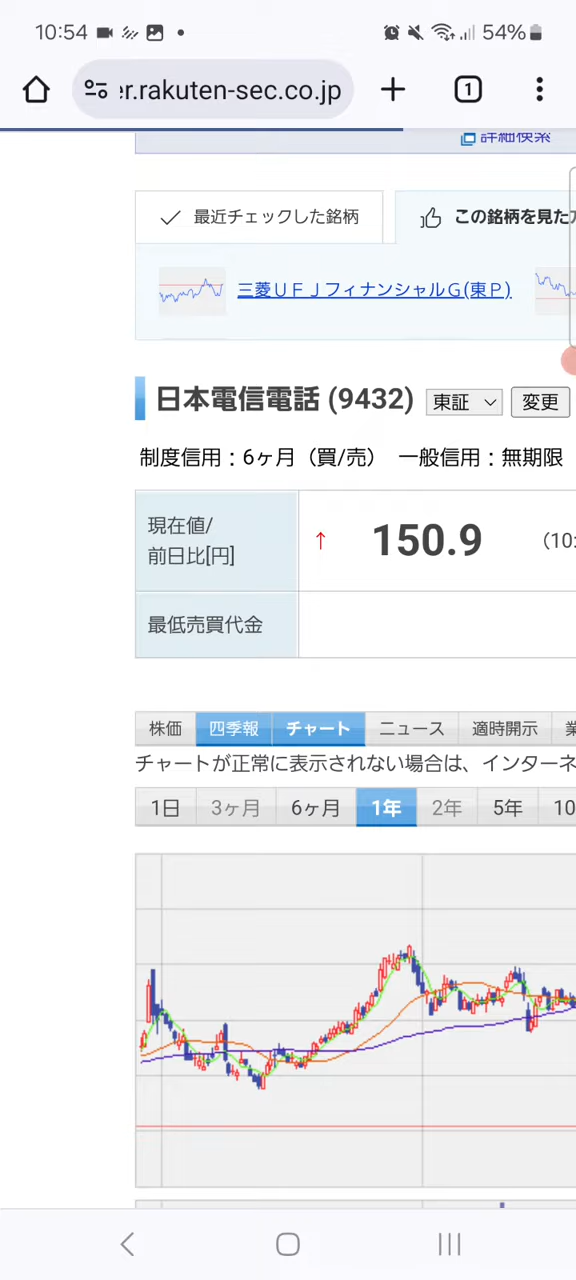 10:54 54%
er.rakuten-sec.co.jp 1
詳細検索
最近チェックした銘柄 この銘柄を見た
三菱ＵＦＪフィナンシャルＧ(東Ｐ)
日本電信電話 (9432) 東証 変更
制度信用：6ヶ月（買/売） 一般信用：無期限
現在値/
前日比[円] ↑ 150.9 (10:
最低売買代金
株価 四季報 チャート ニュース 適時開示 業
チャートが正常に表示されない場合は、インターネ
1日 3ヶ月 6ヶ月 1年 2年 5年 10